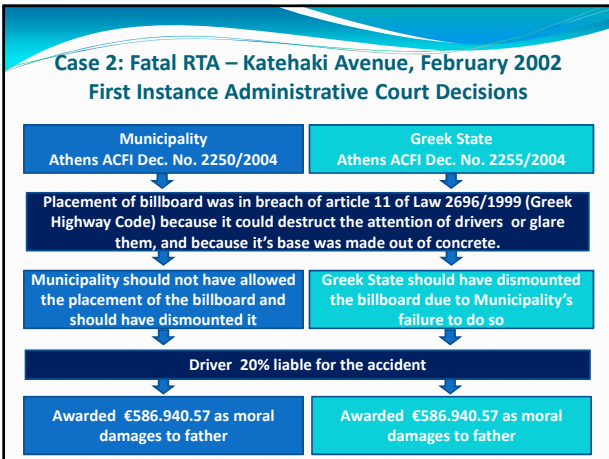 Case 2: Fatal RTA – Katehaki Avenue, February 2002
First Instance Administrative Court Decisions
Municipality
Athens ACFI Dec. No. 2250/2004
Greek State
Athens ACFI Dec. No. 2255/2004
Placement of billboard was in breach of article 11 of Law 2696/1999 (Greek
Highway Code) because it could destruct the attention of drivers or glare
them, and because it's base was made out of concrete.
Municipality should not have allowed
the placement of the billboard and
should have dismounted it
Greek State should have dismounted
the billboard due to Municipality's
failure to do so
Driver 20% liable for the accident
Awarded €586.940.57 as moral
damages to father
Awarded €586.940.57 as moral
damages to father